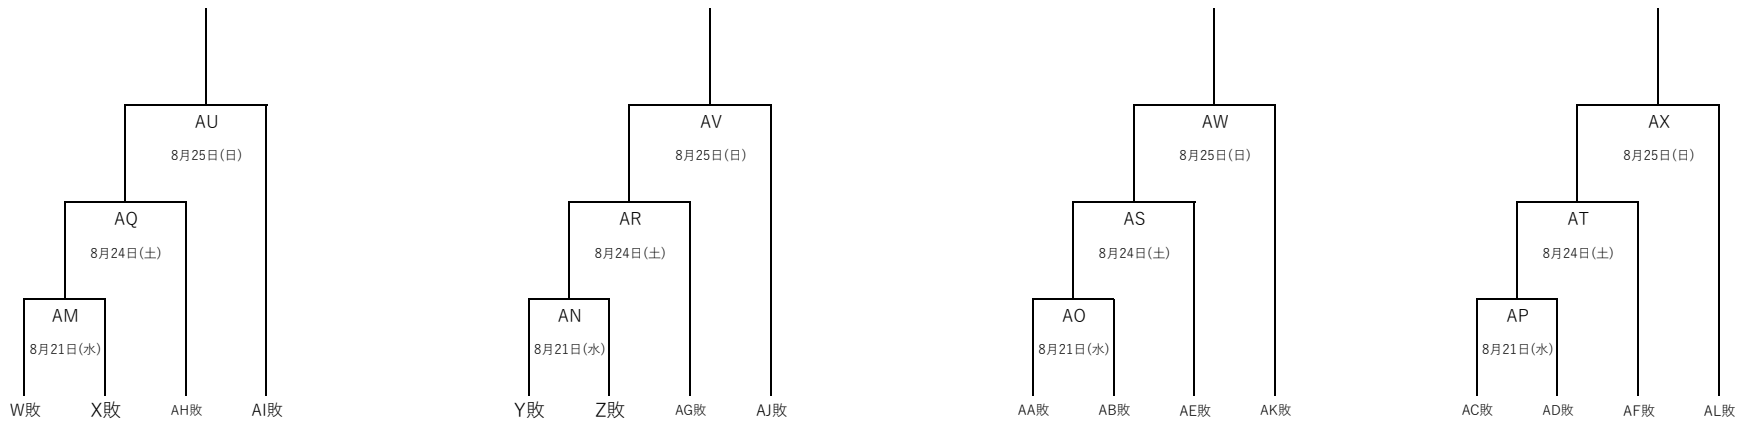 AU
AV
AW
AX
8月25日(日)
8月25日(日)
8月25日(日)
8月25日(日)
AQ
AR
AS
AT
8月24日(土)
8月24日(土)
8月24日(土)
8月24日(土)
AM
AN
AO
AP
8月21日(水)
8月21日(水)
8月21日(水)
8月21日(水)
W敗
X敗
AH敗
AI敗
Y敗
Z敗
AG敗
AJ敗
AA敗
AB敗
AE敗
AK敗
AC敗
AD敗
AF敗
AL敗